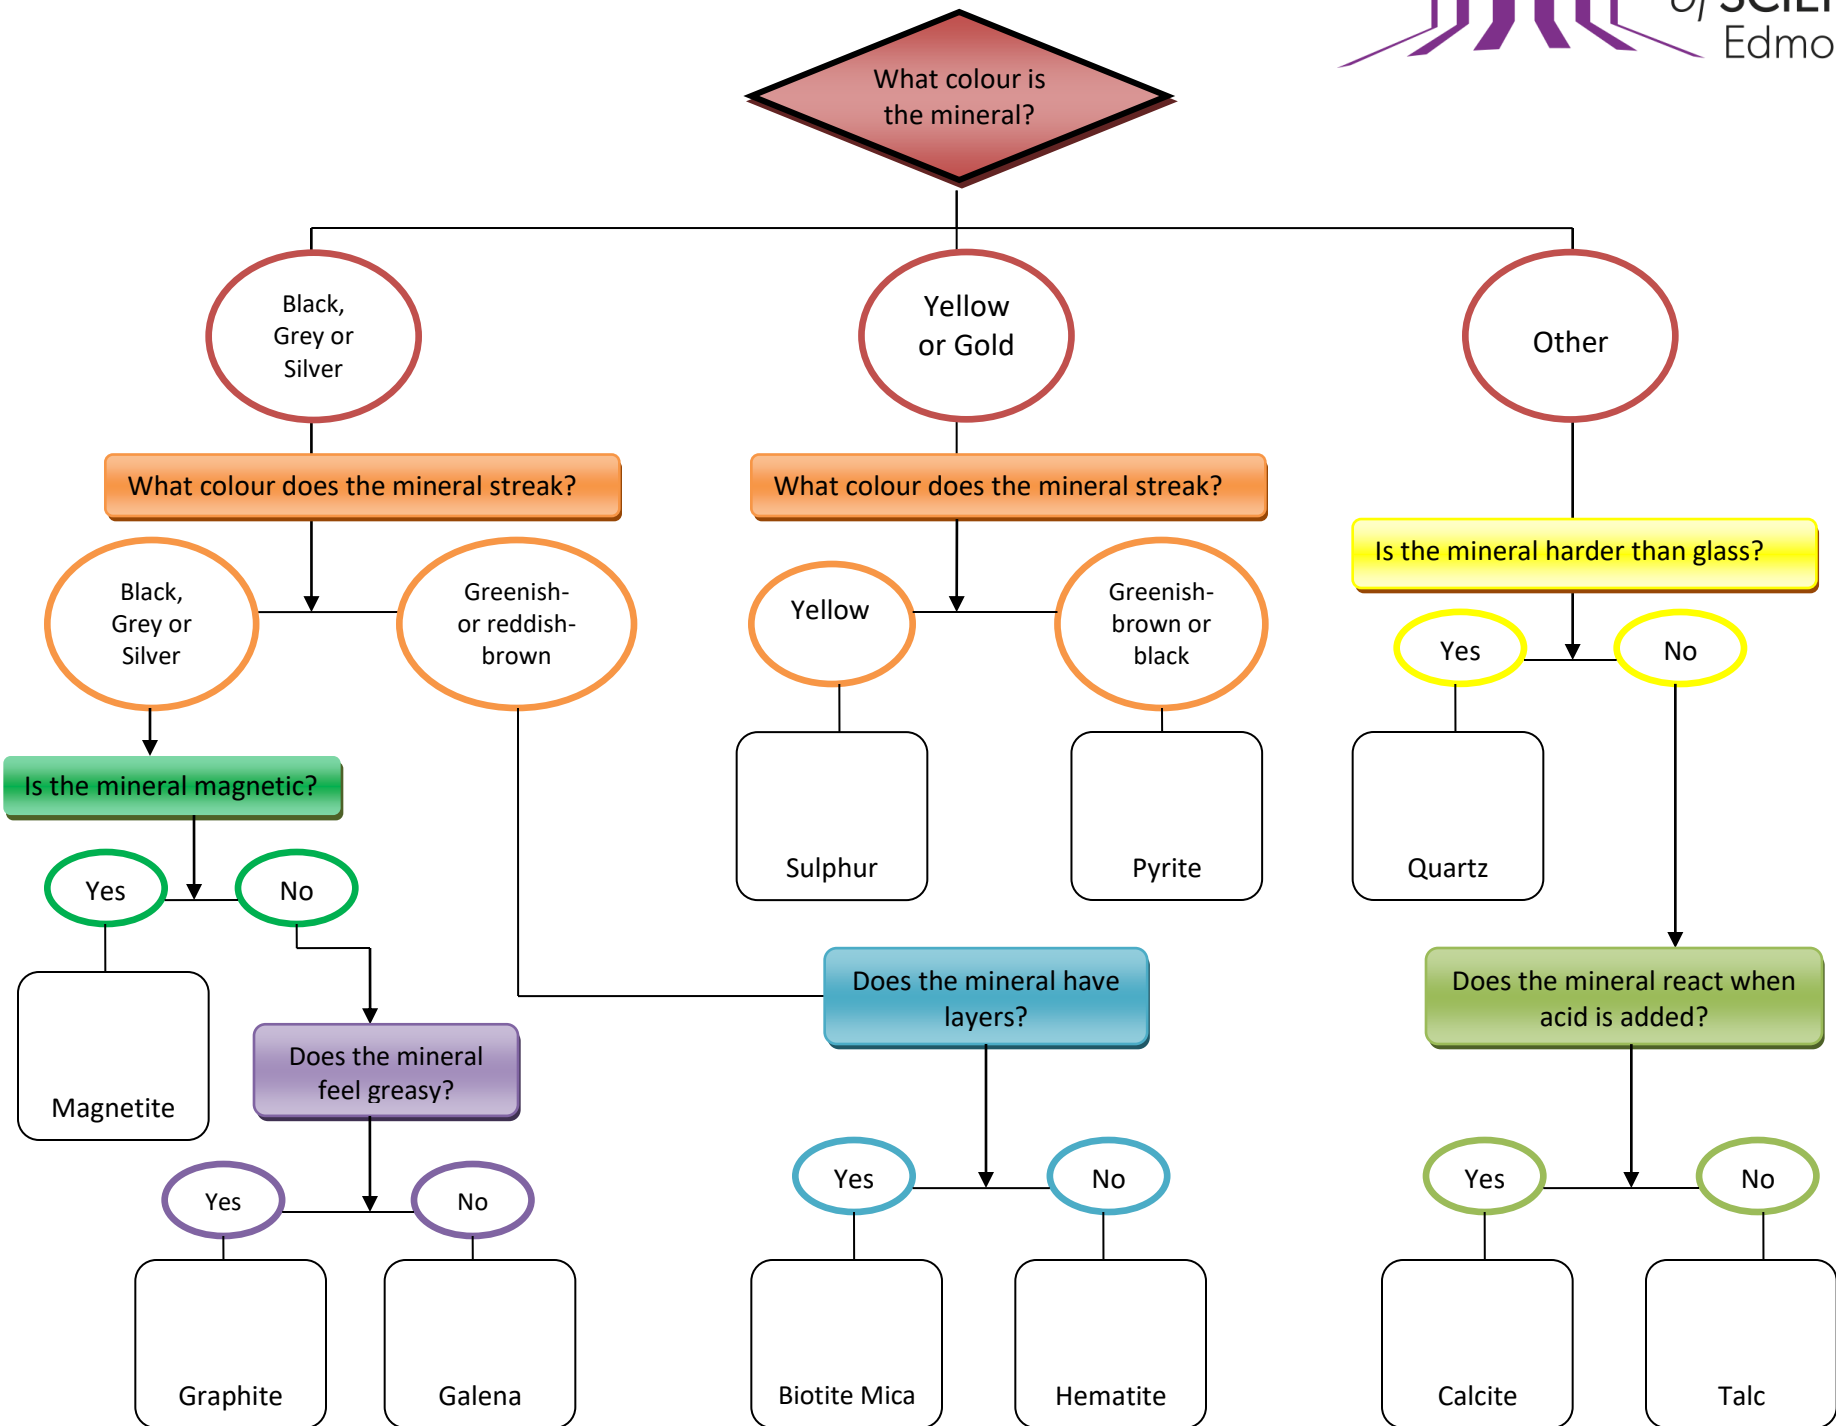 of SCIEN
Edmo
What colour is
the mineral?
Black,
Grey or
Silver
Yellow
or Gold
Other
What colour does the mineral streak?
What colour does the mineral streak?
Is the mineral harder than glass?
Black,
Grey or
Silver
Greenish-
or reddish-
brown
Yellow
Greenish-
brown or
black
Yes
No
Is the mineral magnetic?
Yes
No
Sulphur
Pyrite
Quartz
Does the mineral have
layers?
Does the mineral react when
acid is added?
Magnetite
Does the mineral
feel greasy?
Yes
No
Yes
No
Yes
No
Graphite
Galena
Biotite Mica
Hematite
Calcite
Talc